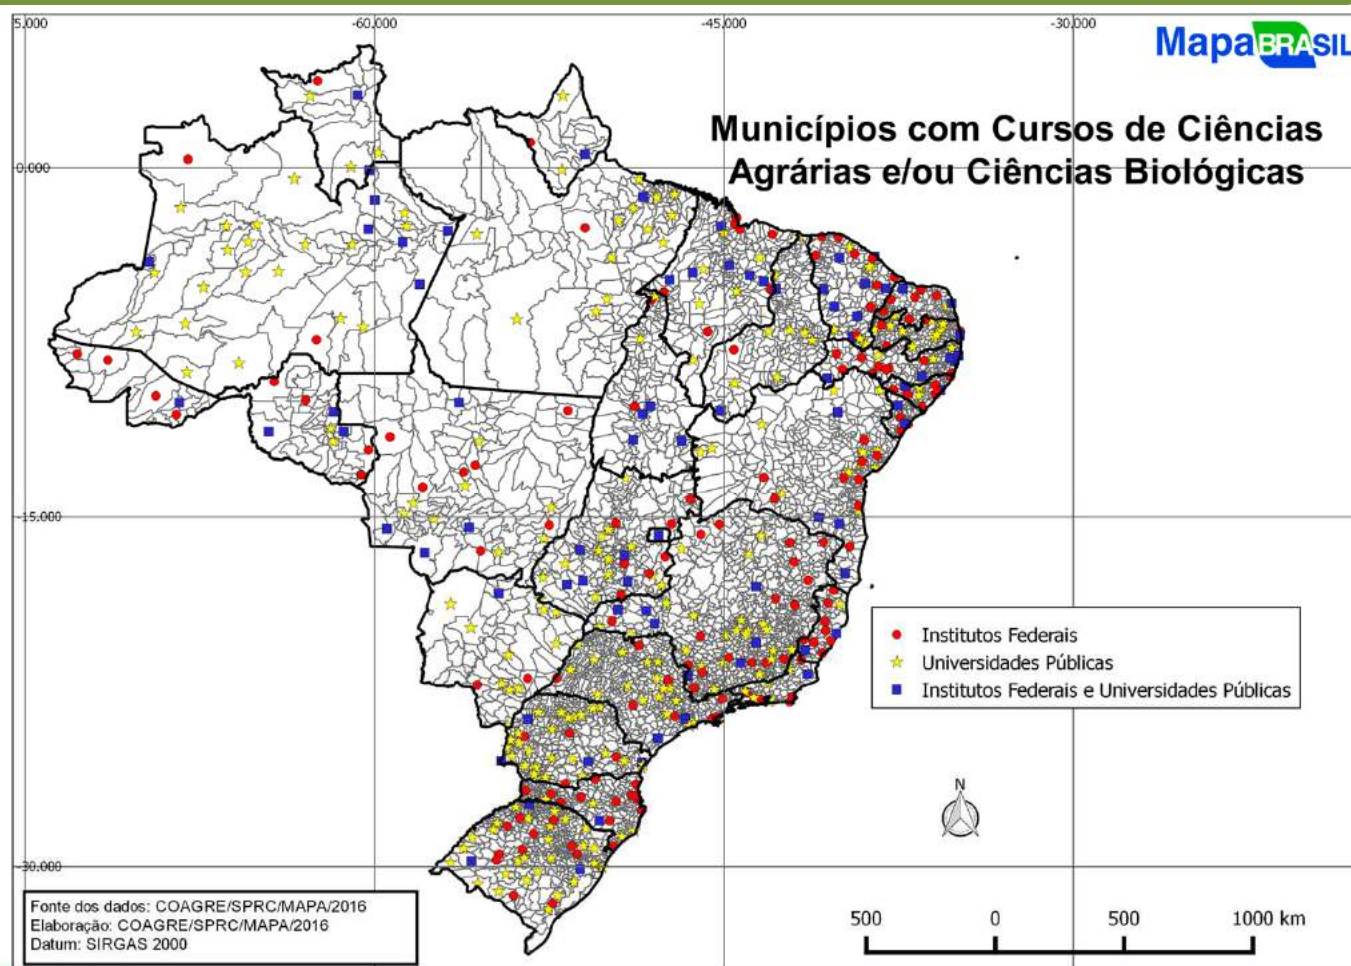 5.000
-60.000
-45.000
-30.000
MapaBRASIL
Municípios com Cursos de Ciências
Agrárias e/ou Ciências Biológicas
0.000
-15.000
Institutos Federais
Universidades Públicas
Institutos Federais e Universidades Públicas
N
-30.000
Fonte dos dados: COAGRE/SPRC/MAPA/2016
Elaboração: COAGRE/SPRC/MAPA/2016
Datum: SIRGAS 2000
500
0
500
1000 km